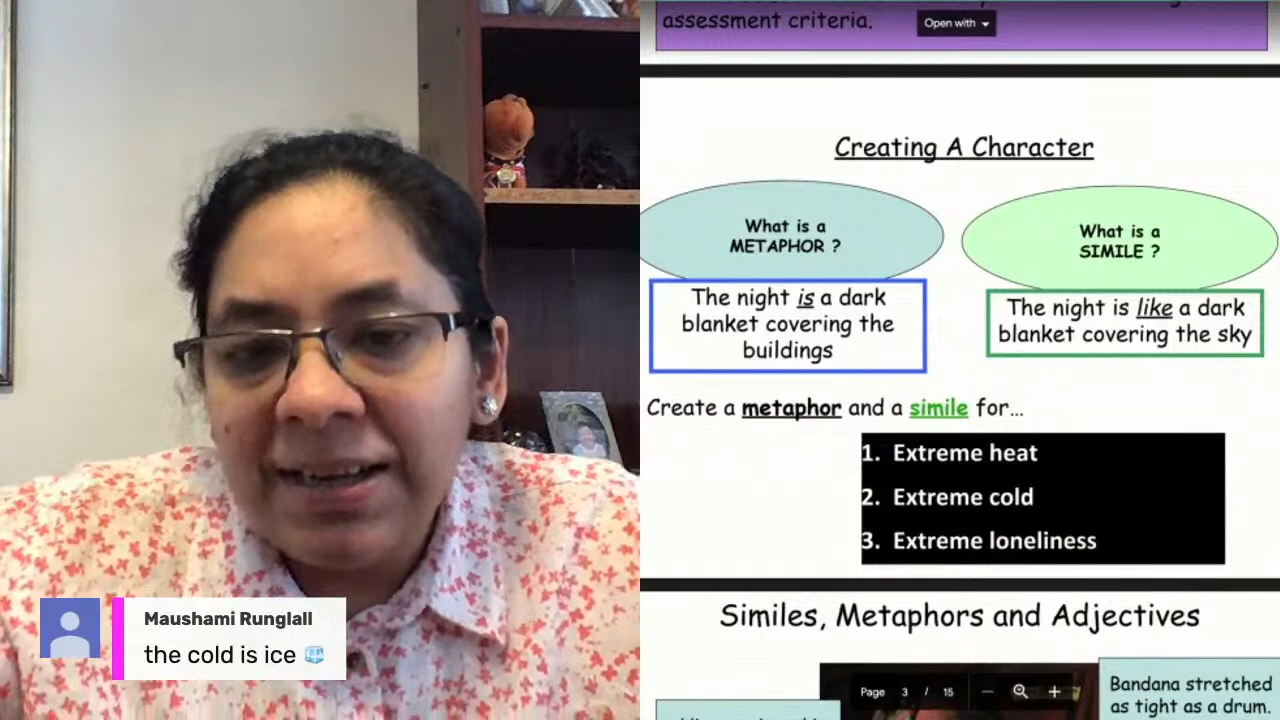 assessment criteria.
Open with
Creating A Character
What is a
METAPHOR ?
What is a
SIMILE ?
The night is a dark
blanket covering the
buildings
The night is like a dark
blanket covering the sky
Create a metaphor and a simile for…
1. Extreme heat
2. Extreme cold
3. Extreme loneliness
Similes, Metaphors and Adjectives
Page 3 / 15
Bandana stretched
as tight as a drum.
Maushami Runglall
the cold is ice 🧊